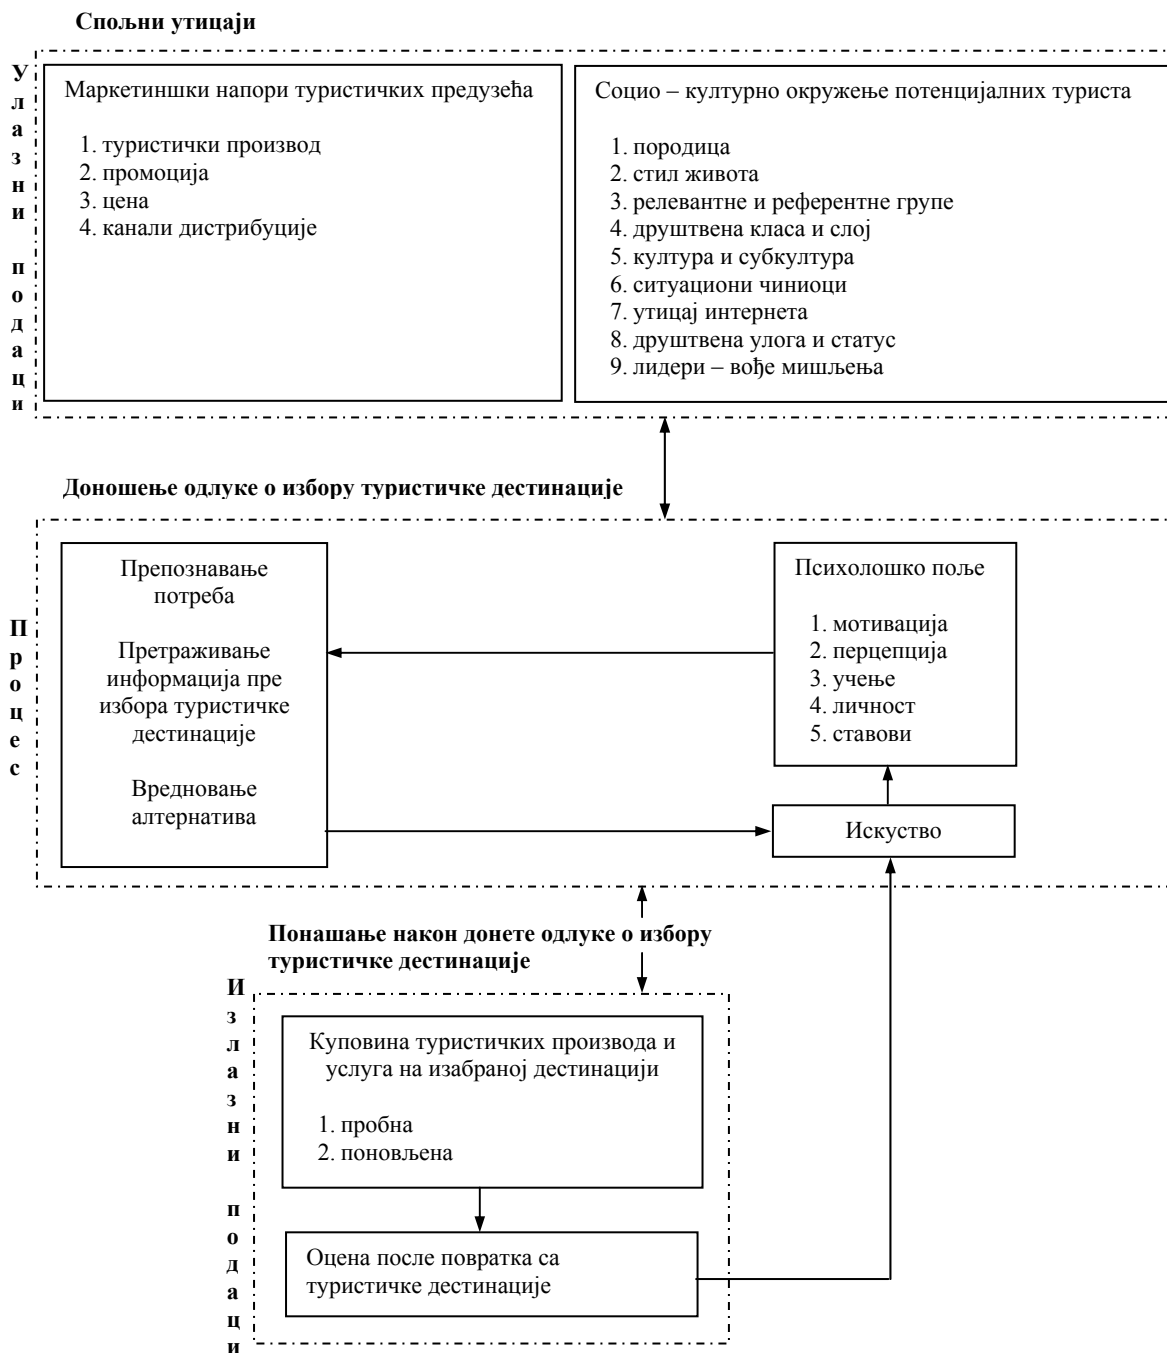 Спољни утицаји
Улазни подаци
Маркетиншки напори туристичких предузећа
1. туристички производ
2. промоција
3. цена
4. канали дистрибуције
Социо – културно окружење потенцијалних туриста
1. породица
2. стил живота
3. релевантне и референтне групе
4. друштвена класа и слој
5. култура и субкултура
6. ситуациони чиниоци
7. утицај интернета
8. друштвена улога и статус
9. лидери – вође мишљења
Доношење одлуке о избору туристичке дестинације
Процес
Препознавање
потреба
Претраживање
информација пре
избора туристичке
дестинације
Вредновање
алтернатива
Психолошко поље
1. мотивација
2. перцепција
3. учење
4. личност
5. ставови
Искуство
Понашање након донете одлуке о избору
туристичке дестинације
Излазни подаци
Куповина туристичких производа и
услуга на изабраној дестинацији
1. пробна
2. поновљена
Оцена после повратка са
туристичке дестинације